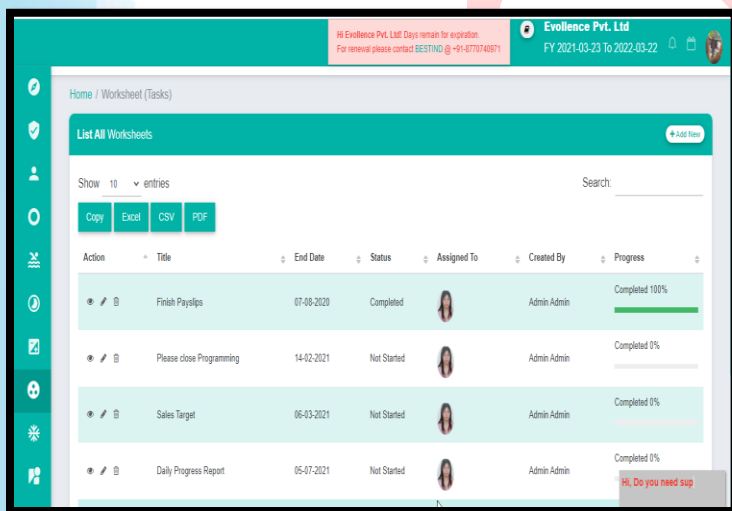 Hi Evollence Pvt. Ltd! Days remain for expiration.
For renewal please contact BESTIND @ +91-8770740971
Evollence Pvt. Ltd
FY 2021-03-23 To 2022-03-22
Home / Worksheet (Tasks)
List All Worksheets
+Add New
Show 10 entries
Search:
Copy Excel CSV PDF
Action Title End Date Status Assigned To Created By Progress
Finish Payslips 07-08-2020 Completed Admin Admin Completed 100%
Please close Programming 14-02-2021 Not Started Admin Admin Completed 0%
Sales Target 06-03-2021 Not Started Admin Admin Completed 0%
Daily Progress Report 05-07-2021 Not Started Admin Admin Completed 0%
Hi, Do you need sup